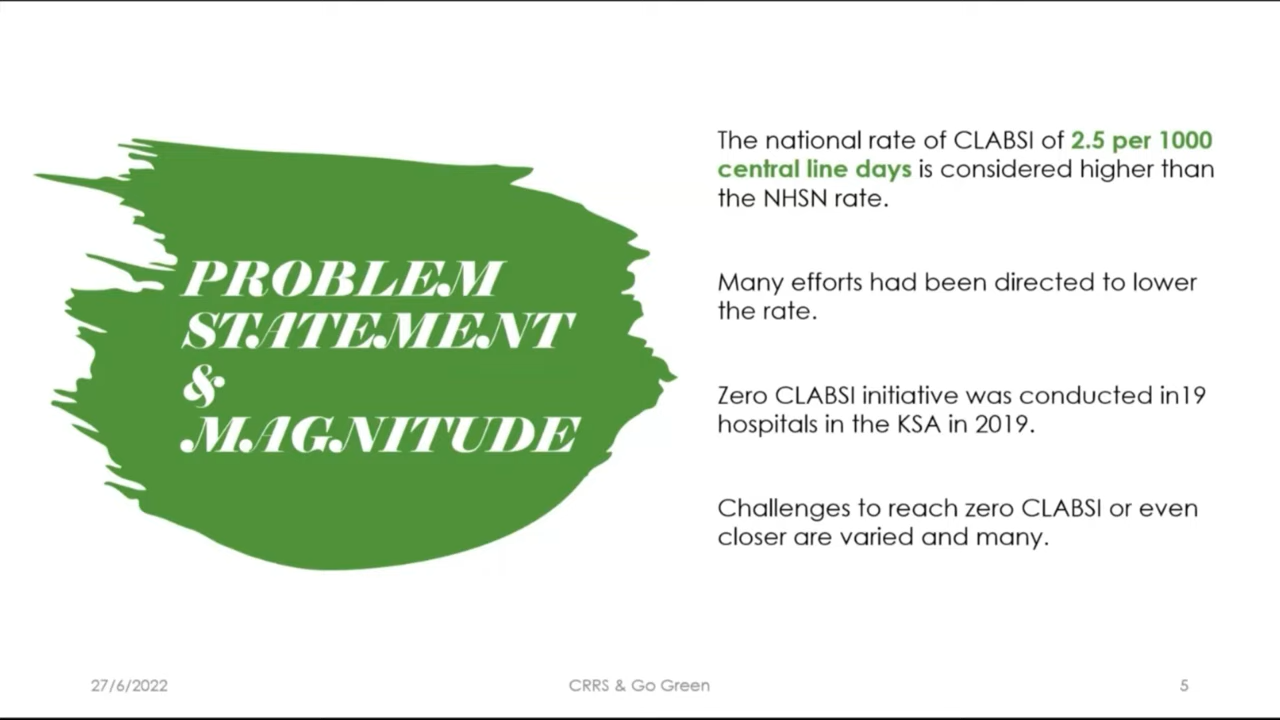 PROBLEM
STATEMENT
&
MAGNITUDE
The national rate of CLABSI of 2.5 per 1000
central line days is considered higher than
the NHSN rate.
Many efforts had been directed to lower
the rate.
Zero CLABSI initiative was conducted in19
hospitals in the KSA in 2019.
Challenges to reach zero CLABSI or even
closer are varied and many.
27/6/2022
CRRS & Go Green
5